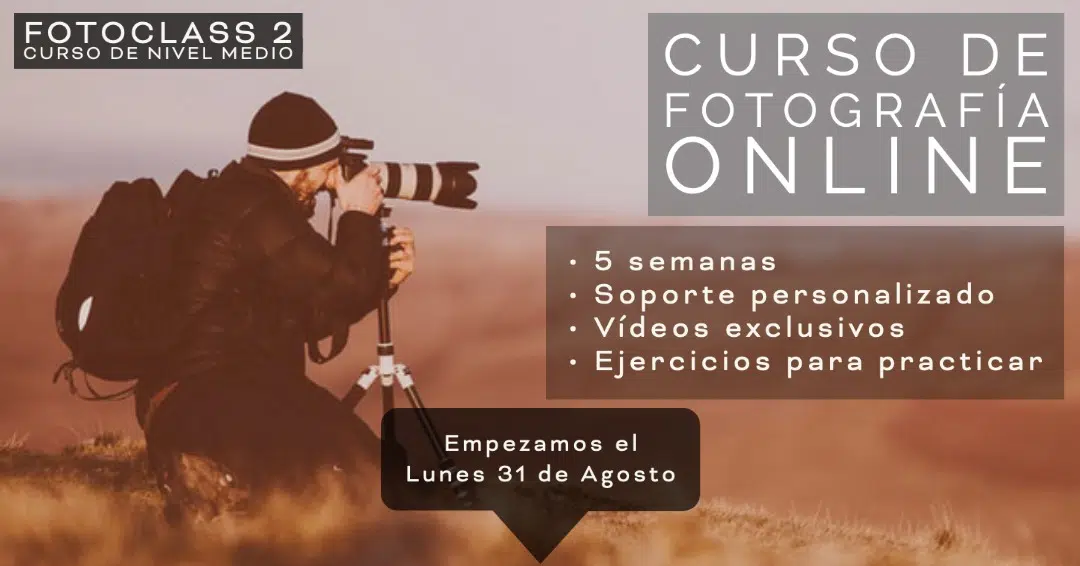 FOTOCLASS 2
CURSO DE NIVEL MEDIO
CURSO DE
FOTOGRAFÍA
ONLINE
• 5 semanas
• Soporte personalizado
• Vídeos exclusivos
• Ejercicios para practicar
Empezamos el
Lunes 31 de Agosto